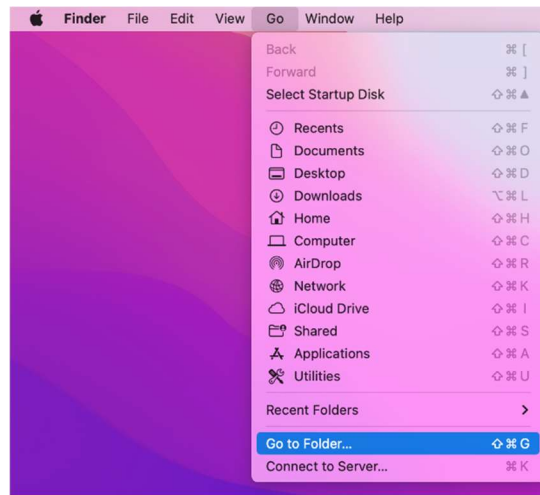 Finder File Edit View Go Window Help
Back ⌘ [
Forward ⌘ ]
Select Startup Disk ⇧⌘▲
Recents ⇧⌘F
Documents ⇧⌘O
Desktop ⇧⌘D
Downloads ⌥⌘L
Home ⇧⌘H
Computer ⇧⌘C
AirDrop ⇧⌘R
Network ⇧⌘K
iCloud Drive ⇧⌘I
Shared ⇧⌘S
Applications ⇧⌘A
Utilities ⇧⌘U
Recent Folders >
Go to Folder... ⇧⌘G
Connect to Server... ⌘K